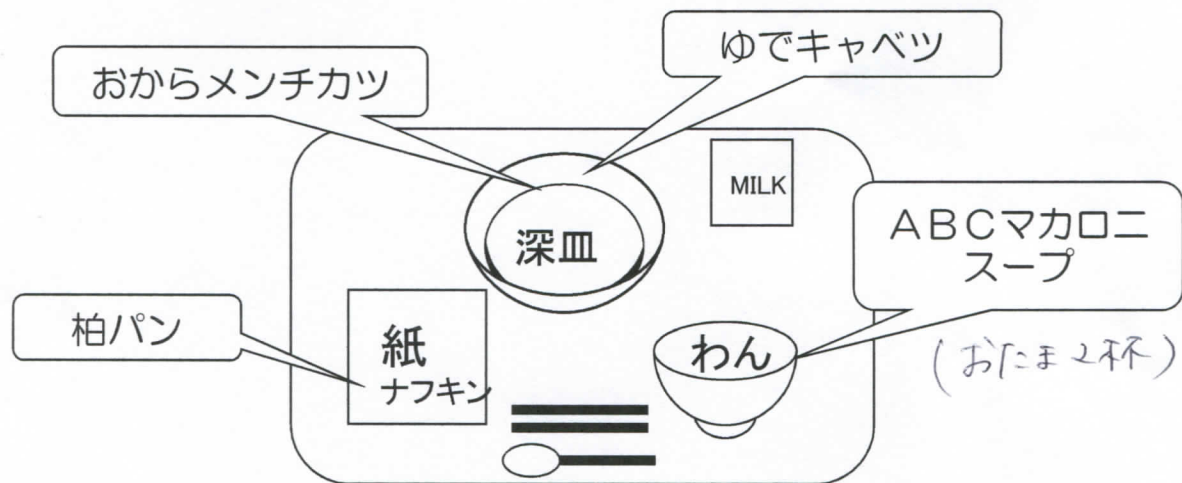 ゆでキャベツ
おからメンチカツ
MILK
深皿
ABCマカロニ
スープ
柏パン
紙
ナフキン
わん
(おたま2杯)